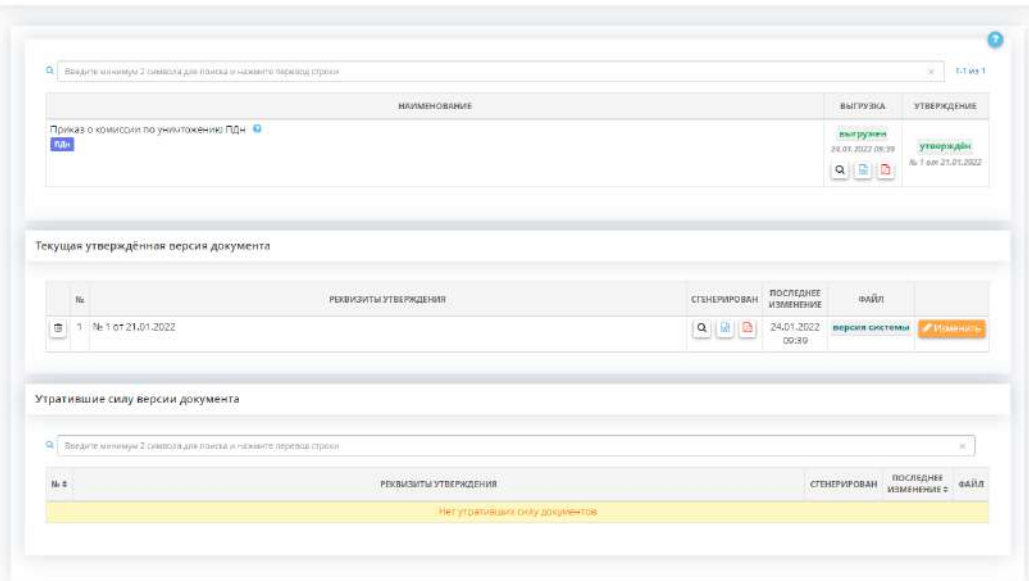 ?
Введите минимум 2 символа для поиска и нажмите перевод строки × 1-1 из 1
НАИМЕНОВАНИЕ ВЫГРУЗКА УТВЕРЖДЕНИЕ
Приказ о комиссии по уничтожению ПДн
ПДн
выгружен
24.01.2022 09:39
утверждён
№ 1 от 21.01.2022
Текущая утверждённая версия документа
№ РЕКВИЗИТЫ УТВЕРЖДЕНИЯ СГЕНЕРИРОВАН ПОСЛЕДНЕЕ ИЗМЕНЕНИЕ ФАЙЛ
1 № 1 от 21.01.2022 24.01.2022 версия системы Изменить
09:39
Утратившие силу версии документа
Введите минимум 2 символа для поиска и нажмите перевод строки ×
№ РЕКВИЗИТЫ УТВЕРЖДЕНИЯ СГЕНЕРИРОВАН ПОСЛЕДНЕЕ ИЗМЕНЕНИЕ ФАЙЛ
Нет утративших силу документов